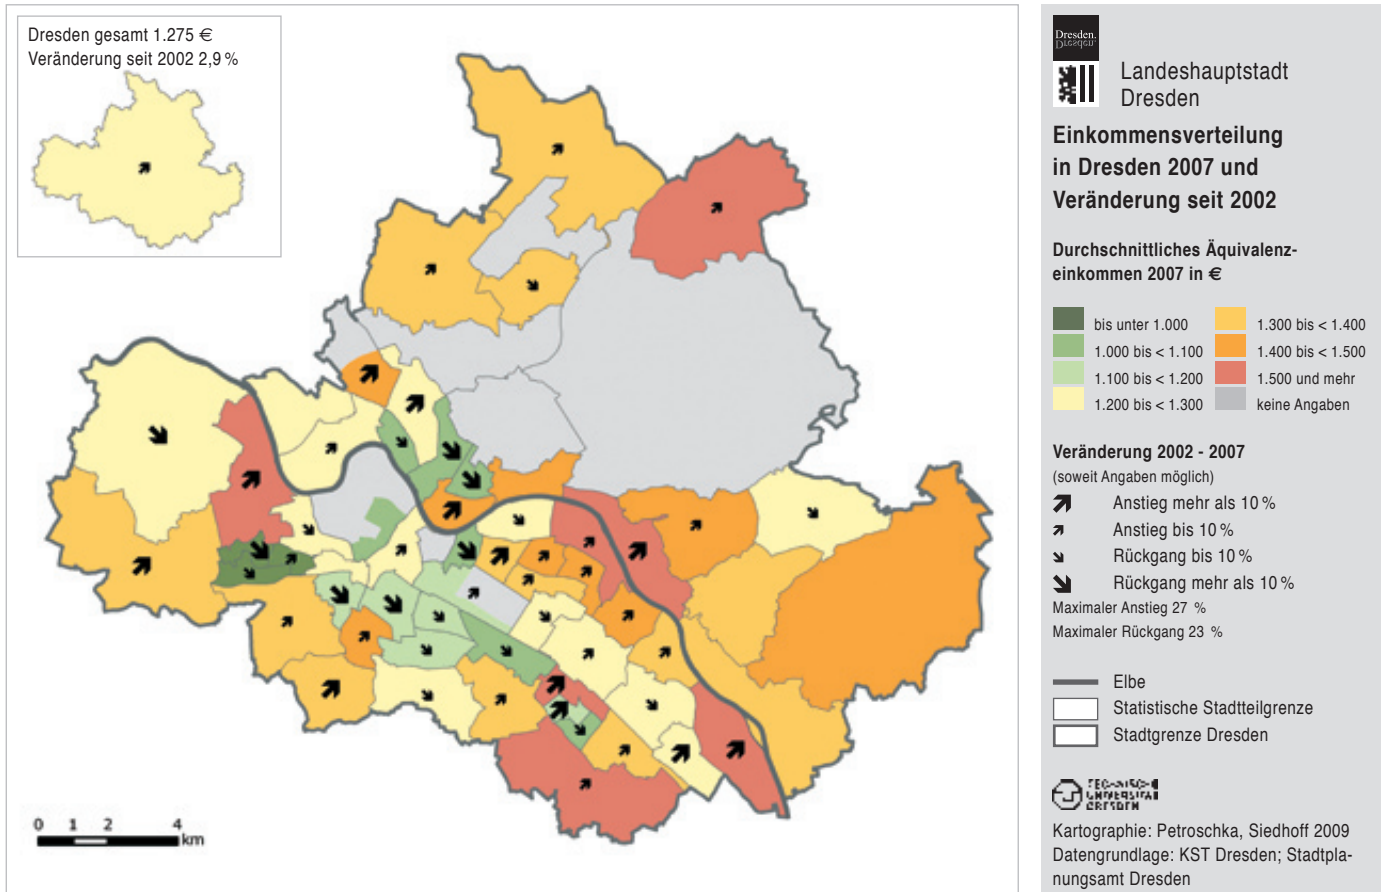 Dresden gesamt 1.275 €
Veränderung seit 2002 2,9 %
0 1 2 4
km
Dresden.
Dresden.
Landeshauptstadt
Dresden
Einkommensverteilung
in Dresden 2007 und
Veränderung seit 2002
Durchschnittliches Äquivalenz-
einkommen 2007 in €
bis unter 1.000
1.300 bis < 1.400
1.000 bis < 1.100
1.400 bis < 1.500
1.100 bis < 1.200
1.500 und mehr
1.200 bis < 1.300
keine Angaben
Veränderung 2002 - 2007
(soweit Angaben möglich)
Anstieg mehr als 10 %
Anstieg bis 10 %
Rückgang bis 10 %
Rückgang mehr als 10 %
Maximaler Anstieg 27 %
Maximaler Rückgang 23 %
Elbe
Statistische Stadtteilgrenze
Stadtgrenze Dresden
TECHNISCHE
UNIVERSITÄT
DRESDEN
Kartographie: Petroschka, Siedhoff 2009
Datengrundlage: KST Dresden; Stadtpla-
nungsamt Dresden